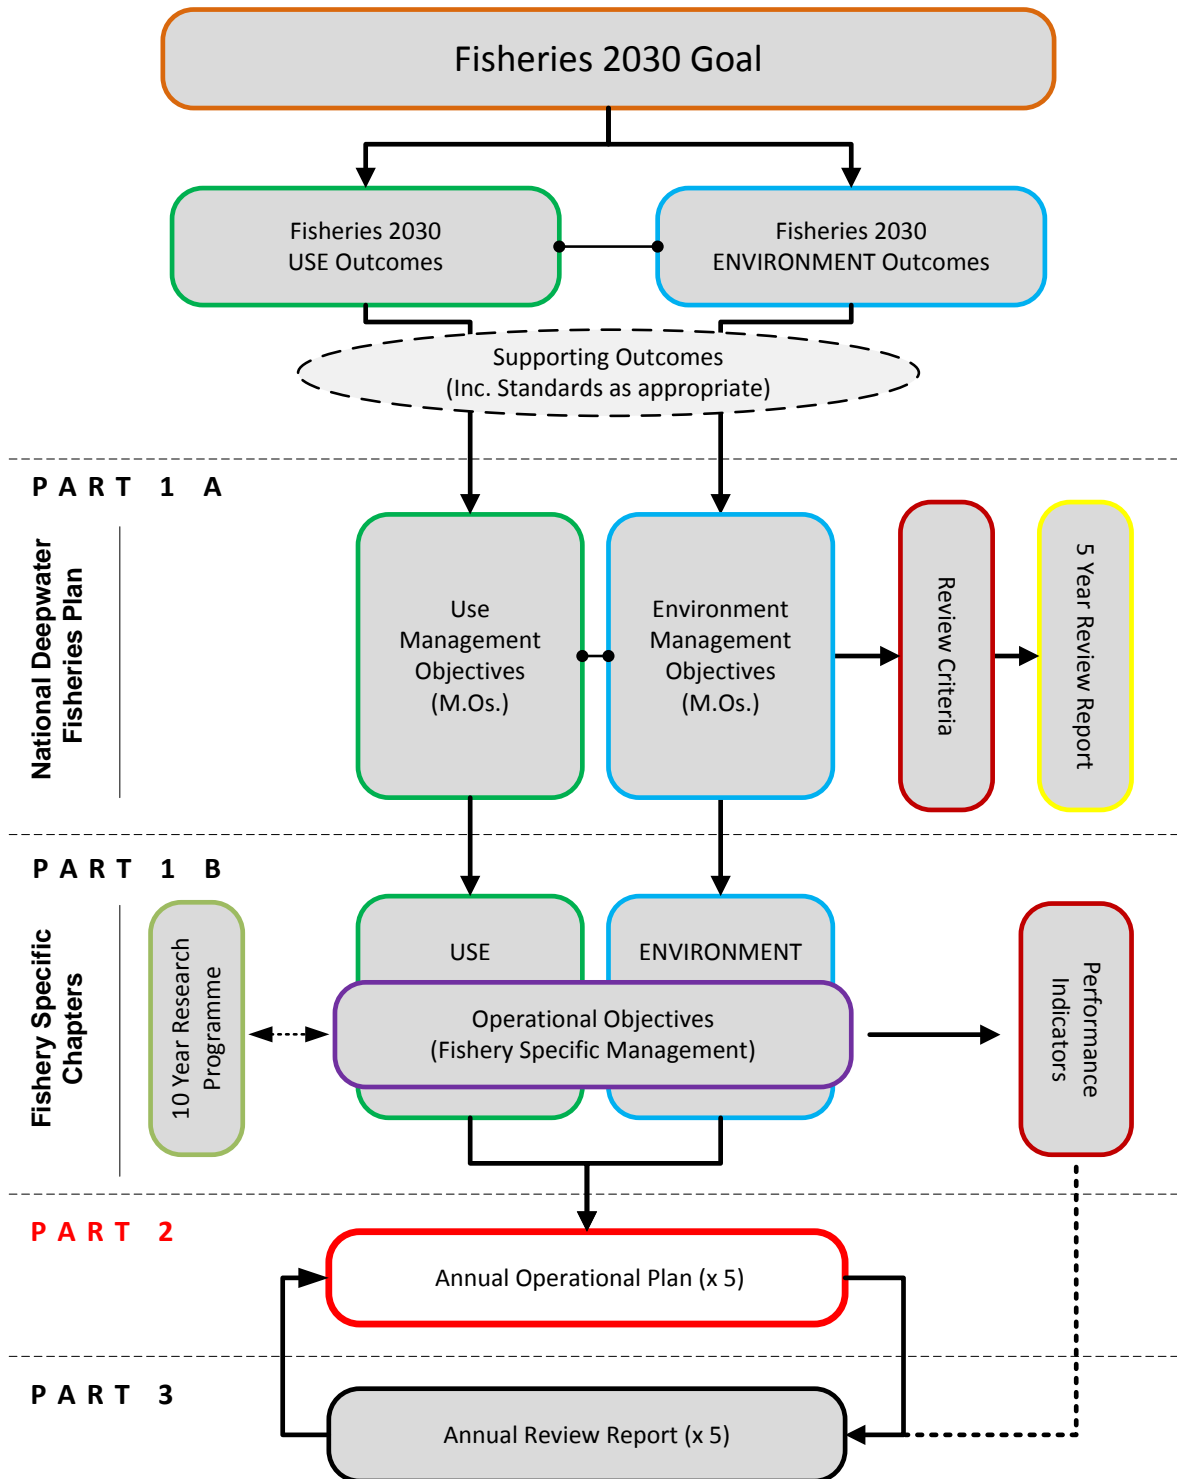 Fisheries 2030 Goal
Fisheries 2030
USE Outcomes
Fisheries 2030
ENVIRONMENT Outcomes
Supporting Outcomes
(Inc. Standards as appropriate)
PART 1 A
National Deepwater
Fisheries Plan
Use
Management
Objectives
(M.Os.)
Environment
Management
Objectives
(M.Os.)
Review Criteria
5 Year Review Report
PART 1 B
Fishery Specific
Chapters
10 Year Research
Programme
USE
ENVIRONMENT
Operational Objectives
(Fishery Specific Management)
Performance
Indicators
PART 2
Annual Operational Plan (x 5)
PART 3
Annual Review Report (x 5)